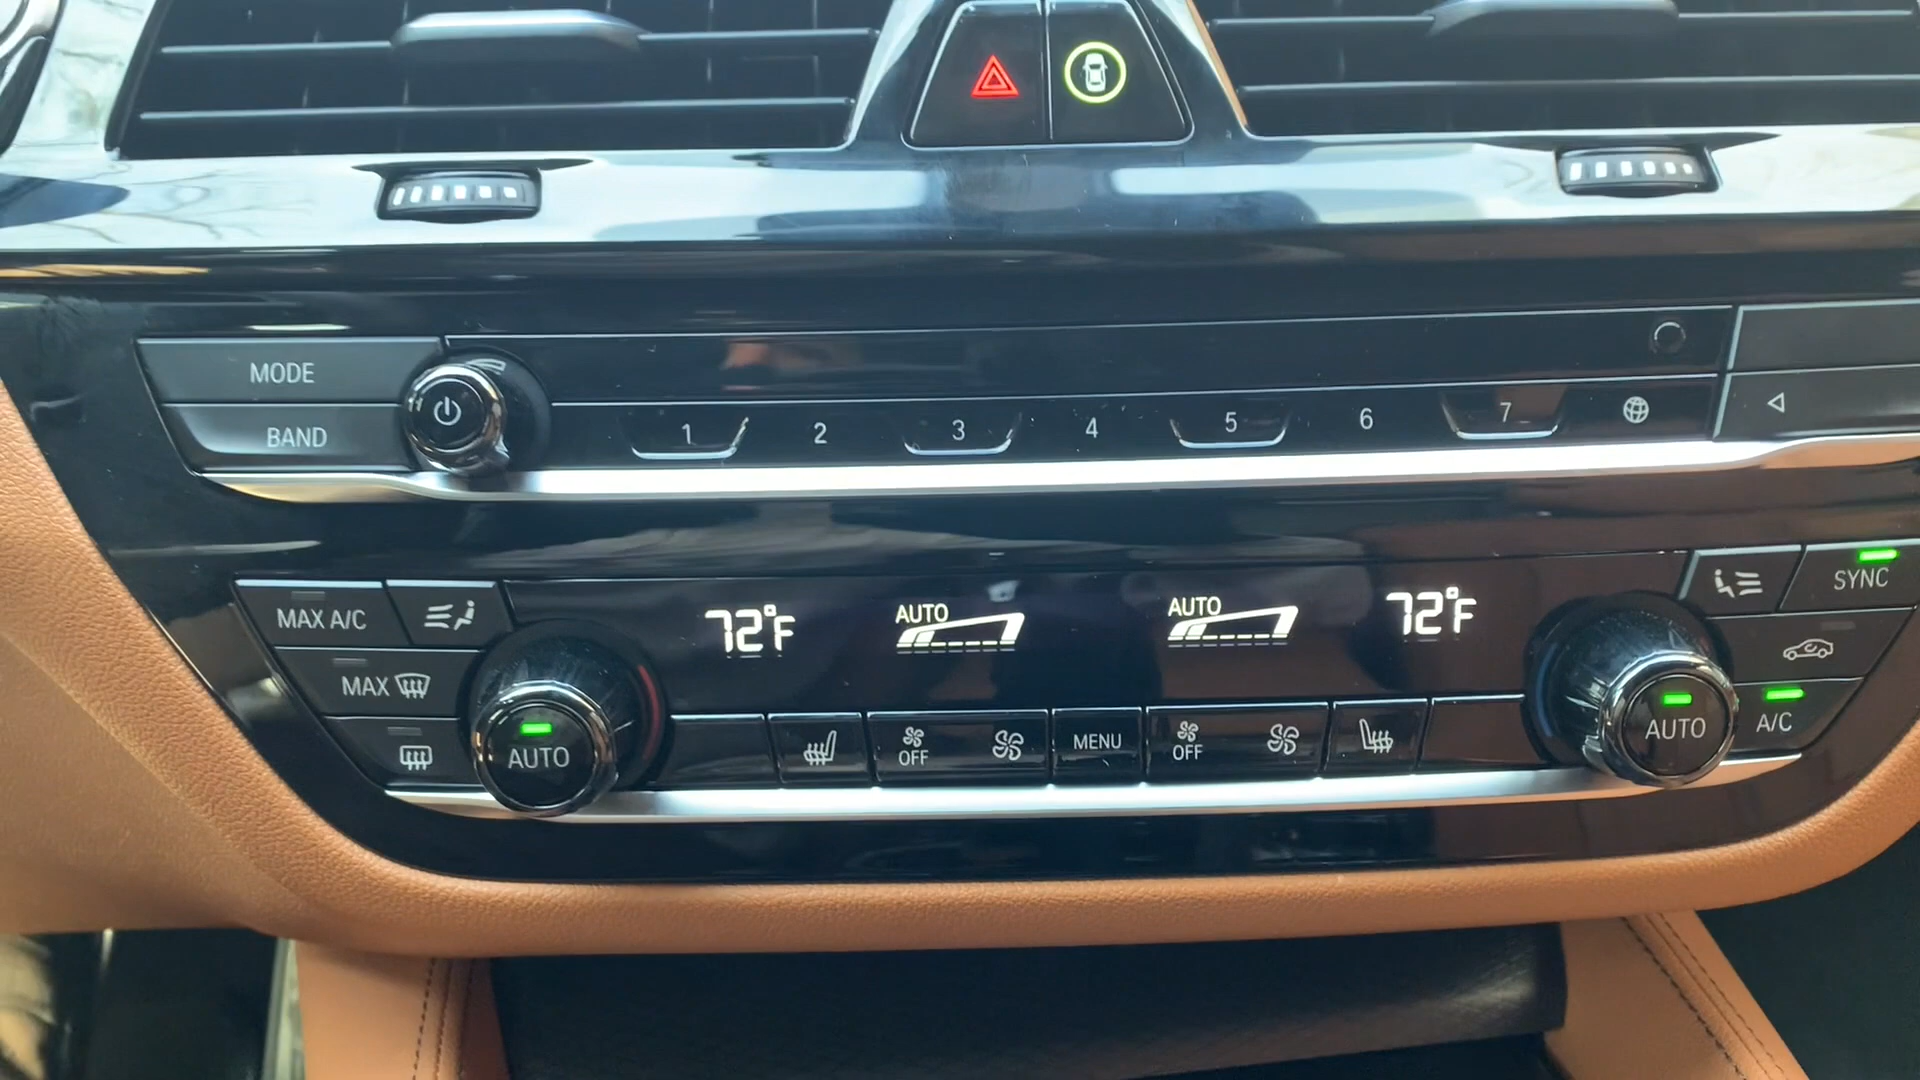 MODE
BAND
1 2 3 4 5 6 7
MAX A/C
72°F AUTO AUTO 72°F
SYNC
MAX
AUTO
OFF
MENU
OFF
AUTO
A/C